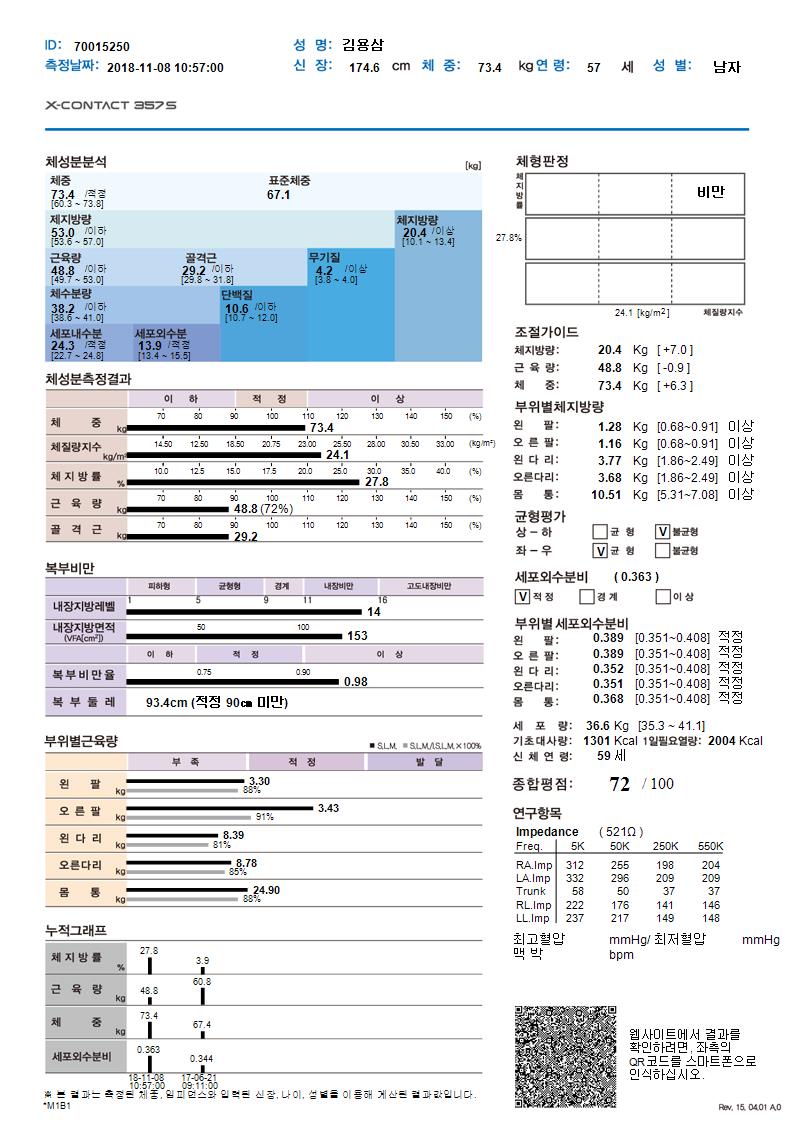 ID: 70015250 성 명: 김용삼
측정날짜: 2018-11-08 10:57:00 신 장: 174.6 cm 체 중: 73.4 kg 연 령: 57 세 성 별: 남자
X-CONTACT 357S
체성분분석 [kg]
체중 표준체중
73.4 /적정 67.1
[60.3 ~ 73.8]
제지방량 체지방량
53.0 /이하 20.4 /이상
[53.6 ~ 57.0] [10.1 ~ 13.4]
근육량 골격근 무기질
48.8 /이하 29.2 /이하 4.2 /이상
[49.7 ~ 53.0] [29.8 ~ 31.8] [3.8 ~ 4.0]
체수분량 단백질
38.2 /이하 10.6 /이하
[38.6 ~ 41.0] [10.7 ~ 12.0]
세포내수분 세포외수분
24.3 /적정 13.9 /적정
[22.7 ~ 24.8] [13.4 ~ 15.5]
체성분측정결과
이 하 적 정 이 상
70 80 90 100 110 120 130 140 150 (%)
체 중 kg 73.4
14.50 12.50 18.50 22.00 23.00 25.50 28.00 30.50 33.00 (kg/m²)
체질량지수 kg/m² 24.1
10.0 12.5 15.0 17.5 20.0 25.0 30.0 35.0 40.0 (%)
체 지 방 률 % 27.8
70 80 90 100 110 120 130 140 150 (%)
근 육 량 kg 48.8 (72%)
70 80 90 100 110 120 130 140 150 (%)
골 격 근 kg 29.2
복부비만
피하형 균형형 경계 내장비만 고도내장비만
1 5 9 11 16
내장지방레벨 14
50 100
내장지방면적 (VFA[cm²]) 153
이 하 적 정 이 상
0.75 0.90
복부비만율 0.98
복 부 둘 레 93.4cm (적정 90㎝ 미만)
부위별근육량 ■ S.L.M. ■ S.L.M./I.S.L.M.×100%
부 족 적 정 발 달
왼 팔 kg 3.30
88%
오 른 팔 kg 3.43
91%
왼 다 리 kg 8.39
81%
오른다리 kg 8.78
85%
몸 통 kg 24.90
88%
누적그래프
체 지 방 률 % 27.8 3.9
근 육 량 kg 48.8 60.8
체 중 kg 73.4 67.4
세포외수분비 0.363 0.344
18-11-08 17-06-21
10:57:00 09:11:00
※ 본 결과는 측정된 체중, 임피던스와 입력된 신장, 나이, 성별을 이용해 계산된 결과값입니다.
*M1B1
체형판정
체지방률
비만
27.8%
24.1 [kg/m²] 체질량지수
조절가이드
체지방량: 20.4 Kg [ +7.0 ]
근 육 량: 48.8 Kg [ -0.9 ]
체 중: 73.4 Kg [ +6.3 ]
부위별체지방량
왼 팔: 1.28 Kg [0.68~0.91] 이상
오 른 팔: 1.16 Kg [0.68~0.91] 이상
왼 다 리: 3.77 Kg [1.86~2.49] 이상
오른다리: 3.68 Kg [1.86~2.49] 이상
몸 통: 10.51 Kg [5.31~7.08] 이상
균형평가
상 – 하 균 형 V 불균형
좌 – 우 V 균 형 불균형
세포외수분비 ( 0.363 )
V 적 정 경 계 이 상
부위별 세포외수분비
왼 팔: 0.389 [0.351~0.408] 적정
오 른 팔: 0.389 [0.351~0.408] 적정
왼 다 리: 0.352 [0.351~0.408] 적정
오른다리: 0.351 [0.351~0.408] 적정
몸 통: 0.368 [0.351~0.408] 적정
세 포 량: 36.6 Kg [35.3 ~ 41.1]
기초대사량: 1301 Kcal 1일필요열량: 2004 Kcal
신 체 연 령: 59 세
종합평점: 72 / 100
연구항목
Impedance ( 521Ω )
Freq. 5K 50K 250K 550K
RA.Imp 312 255 198 204
LA.Imp 332 296 209 209
Trunk 58 50 37 37
RL.Imp 222 176 141 146
LL.Imp 237 217 149 148
최고혈압 mmHg/ 최저혈압 mmHg
맥 박 bpm
웹사이트에서 결과를
확인하려면, 좌측의
QR코드를 스마트폰으로
인식하십시오.
Rev, 15, 04,01 A,0